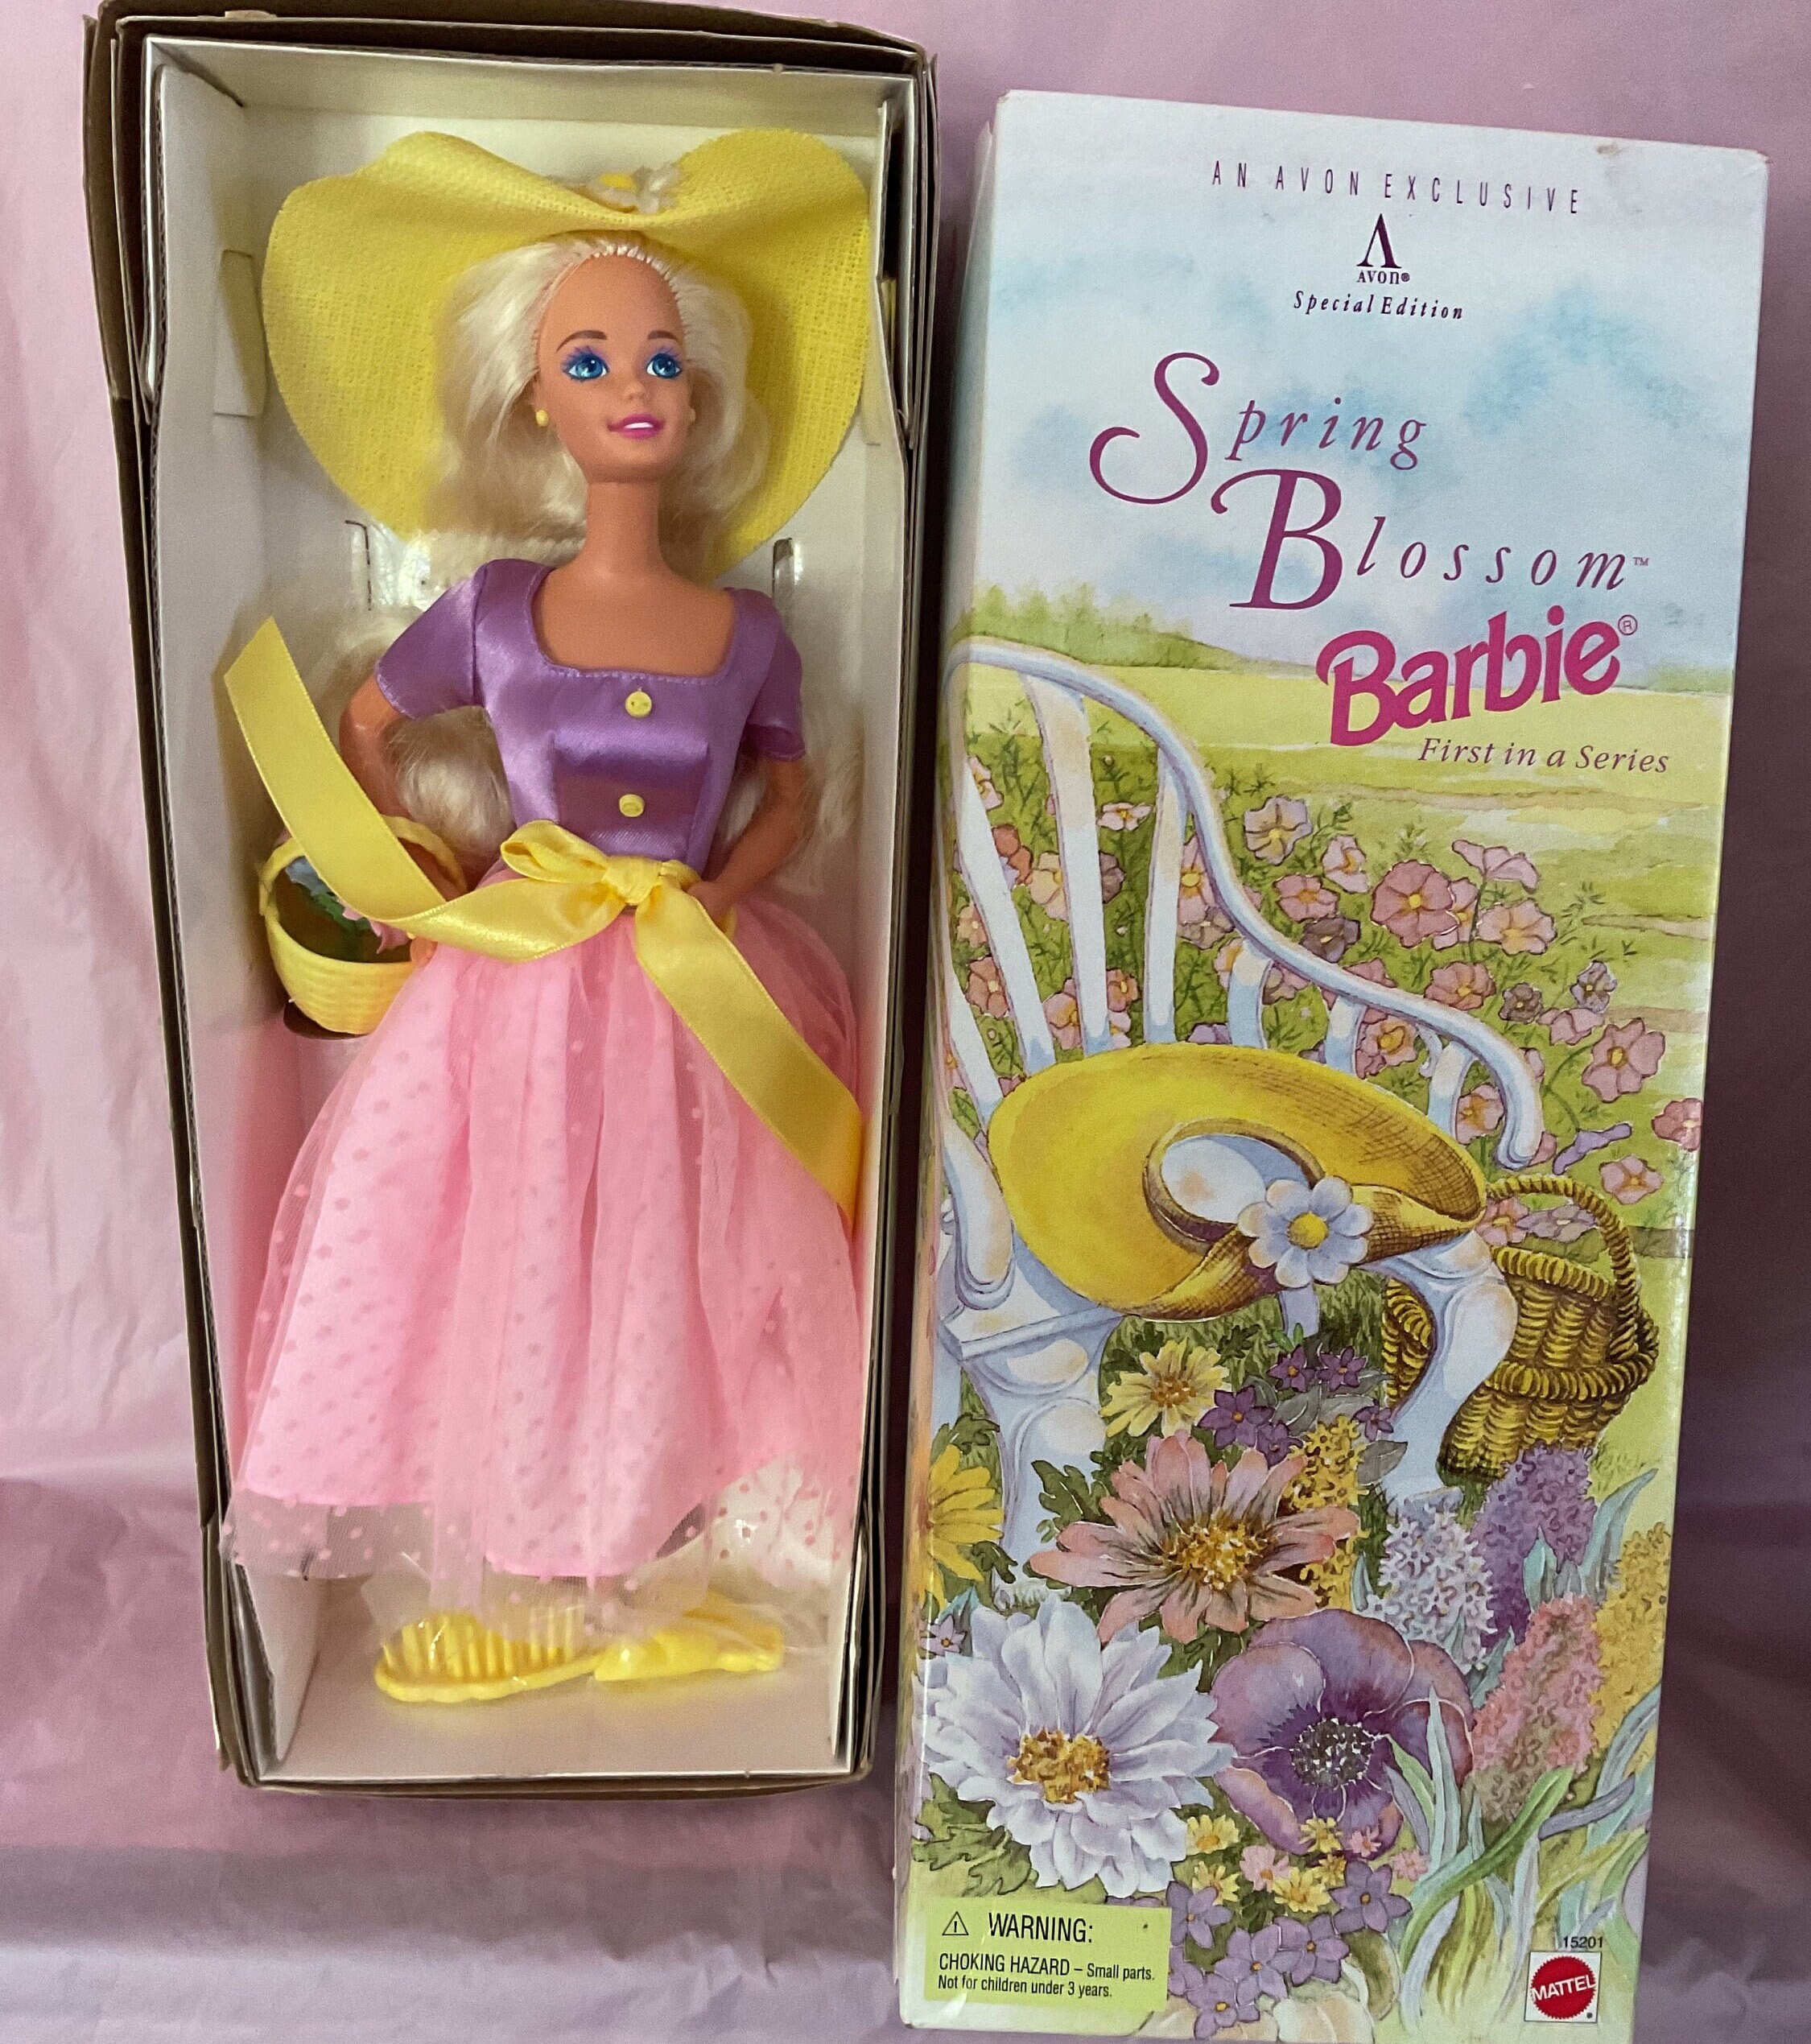 AN AVON EXCLUSIVE
AVON®
Special Edition
Spring
Blossom™
Barbie®
First in a Series
⚠ WARNING:
CHOKING HAZARD – Small parts.
Not for children under 3 years.
15201
MATTEL®